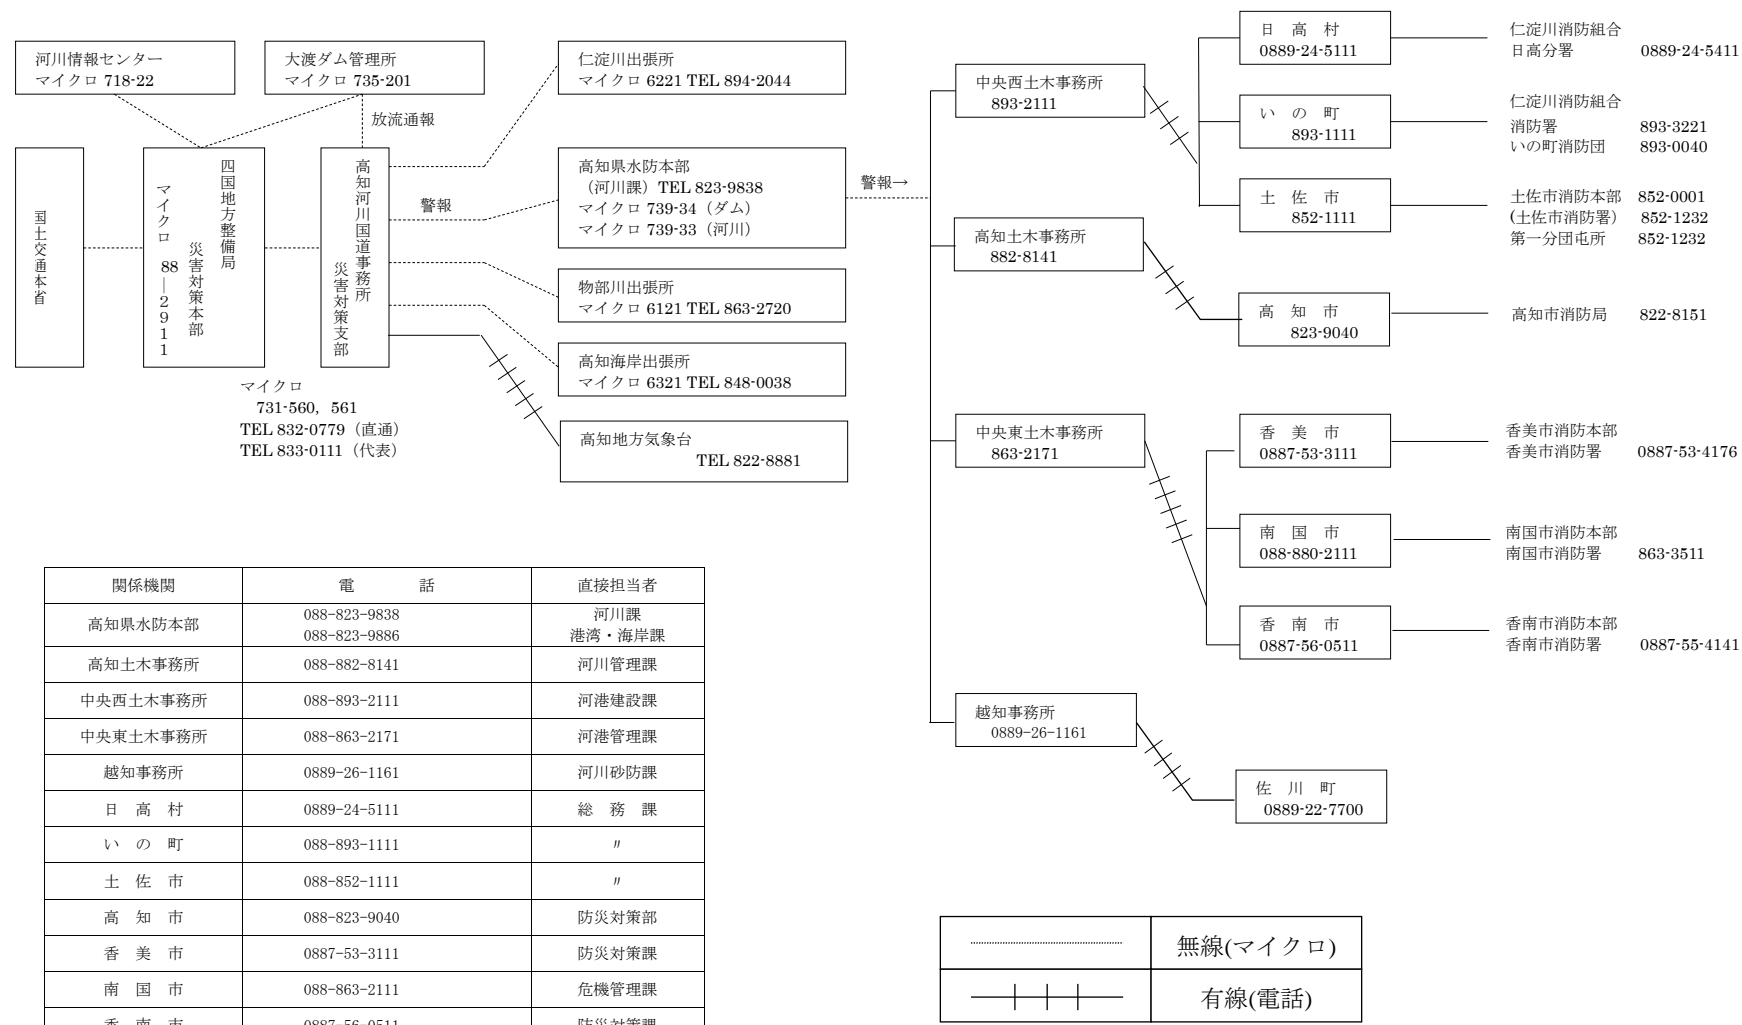 河川情報センター
マイクロ 718-22
大渡ダム管理所
マイクロ 735-201
放流通報
国土交通本省
四国地方整備局
災害対策本部
マイクロ 88―2911
高知河川国道事務所
災害対策支部
マイクロ
731-560，561
TEL 832-0779（直通）
TEL 833-0111（代表）
警報
仁淀川出張所
マイクロ 6221 TEL 894-2044
高知県水防本部
（河川課）TEL 823-9838
マイクロ 739-34（ダム）
マイクロ 739-33（河川）
物部川出張所
マイクロ 6121 TEL 863-2720
高知海岸出張所
マイクロ 6321 TEL 848-0038
高知地方気象台
TEL 822-8881
警報→
中央西土木事務所
893-2111
高知土木事務所
882-8141
中央東土木事務所
863-2171
越知事務所
0889-26-1161
日　高　村
0889-24-5111
い　の　町
893-1111
土　佐　市
852-1111
高　知　市
823-9040
香　美　市
0887-53-3111
南　国　市
088-880-2111
香　南　市
0887-56-0511
佐　川　町
0889-22-7700
仁淀川消防組合
日高分署　0889-24-5411
仁淀川消防組合
消防署　893-3221
いの町消防団　893-0040
土佐市消防本部　852-0001
(土佐市消防署）　852-1232
第一分団屯所　852-1232
高知市消防局　822-8151
香美市消防本部
香美市消防署　0887-53-4176
南国市消防本部
南国市消防署　863-3511
香南市消防本部
香南市消防署　0887-55-4141
関係機関　電　話　直接担当者
高知県水防本部　088-823-9838　河川課
088-823-9886　港湾・海岸課
高知土木事務所　088-882-8141　河川管理課
中央西土木事務所　088-893-2111　河港建設課
中央東土木事務所　088-863-2171　河港管理課
越知事務所　0889-26-1161　河川砂防課
日　高　村　0889-24-5111　総　務　課
い　の　町　088-893-1111　〃
土　佐　市　088-852-1111　〃
高　知　市　088-823-9040　防災対策部
香　美　市　0887-53-3111　防災対策課
南　国　市　088-863-2111　危機管理課
香　南　市　0887-56-0511　防災対策課
無線(マイクロ)
有線(電話)